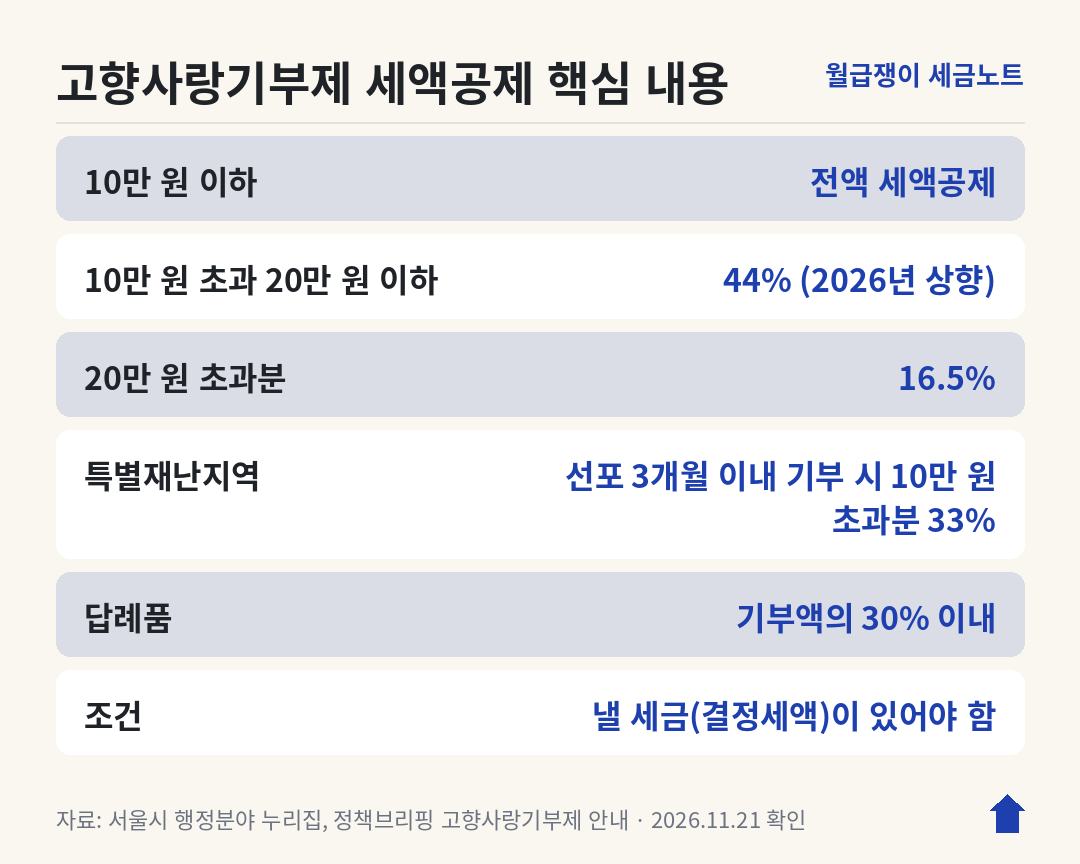 고향사랑기부제 세액공제 핵심 내용
월급쟁이 세금노트
10만 원 이하
전액 세액공제
10만 원 초과 20만 원 이하
44% (2026년 상향)
20만 원 초과분
16.5%
특별재난지역
선포 3개월 이내 기부 시 10만 원
초과분 33%
답례품
기부액의 30% 이내
조건
낼 세금(결정세액)이 있어야 함
자료: 서울시 행정분야 누리집, 정책브리핑 고향사랑기부제 안내 · 2026.11.21 확인